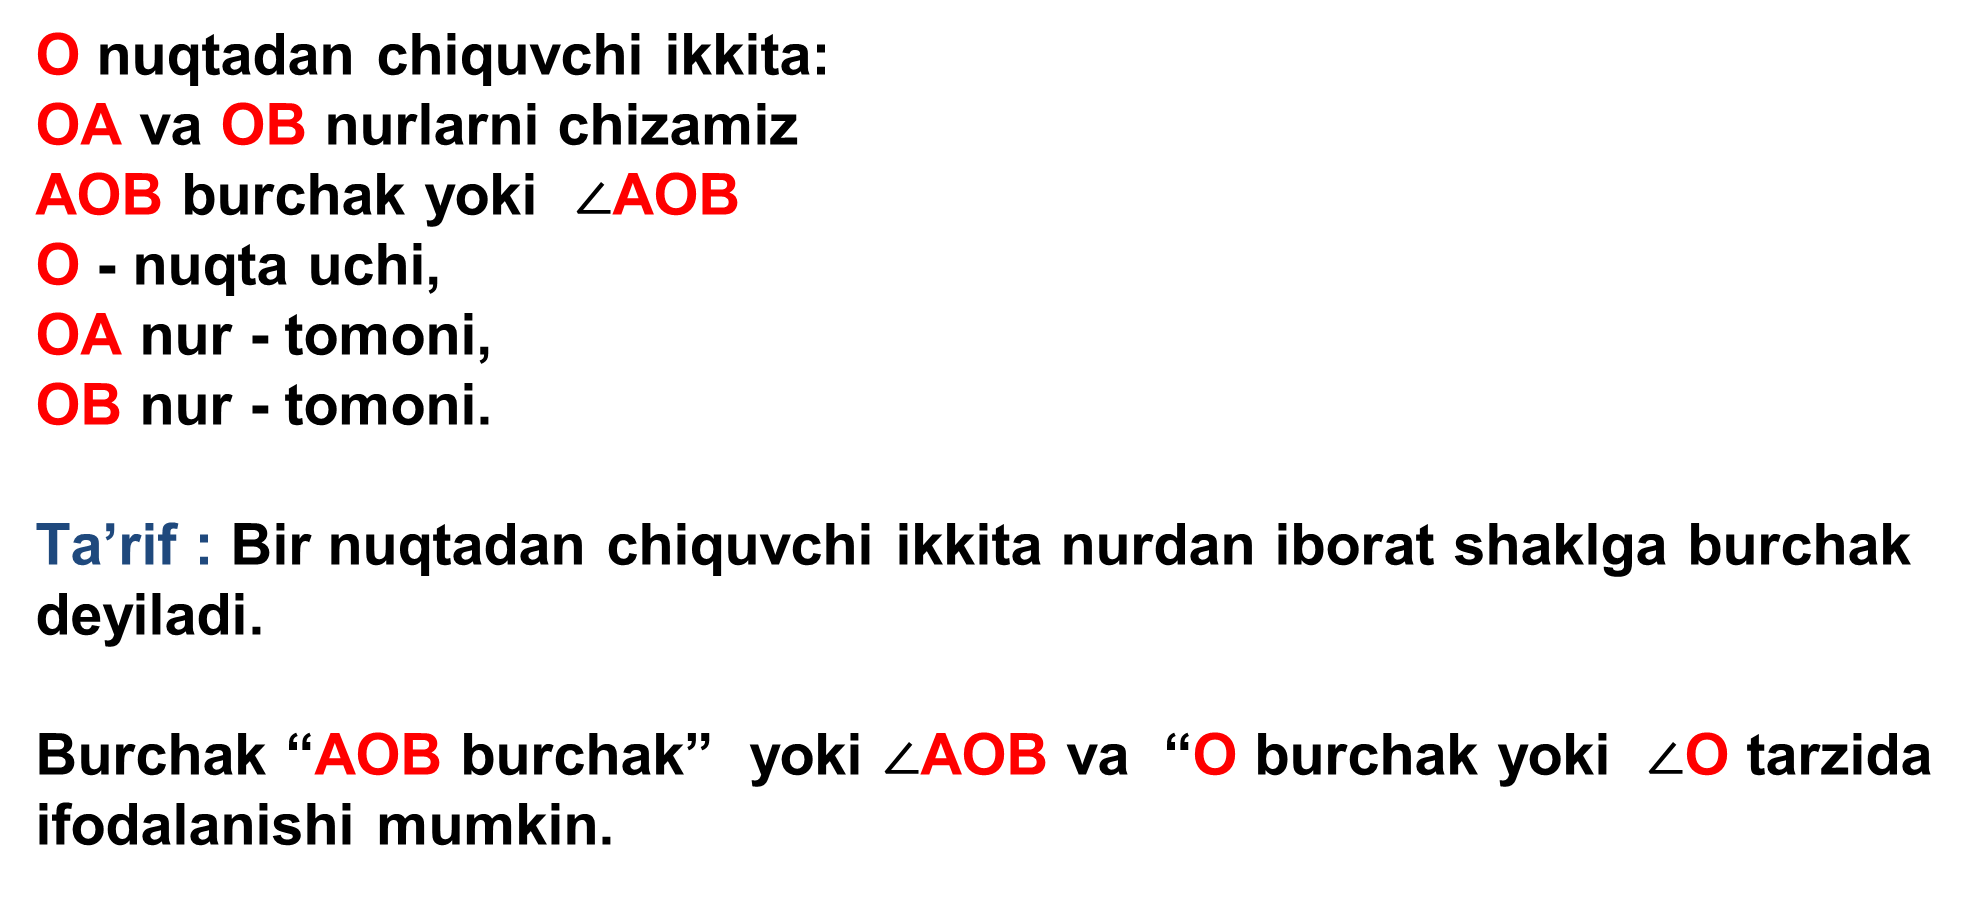 O nuqtadan chiquvchi ikkita:
OA va OB nurlarni chizamiz
AOB burchak yoki ∠AOB
O - nuqta uchi,
OA nur - tomoni,
OB nur - tomoni.
Ta’rif : Bir nuqtadan chiquvchi ikkita nurdan iborat shaklga burchak
deyiladi.
Burchak “AOB burchak” yoki ∠AOB va “O burchak yoki ∠O tarzida
ifodalanishi mumkin.